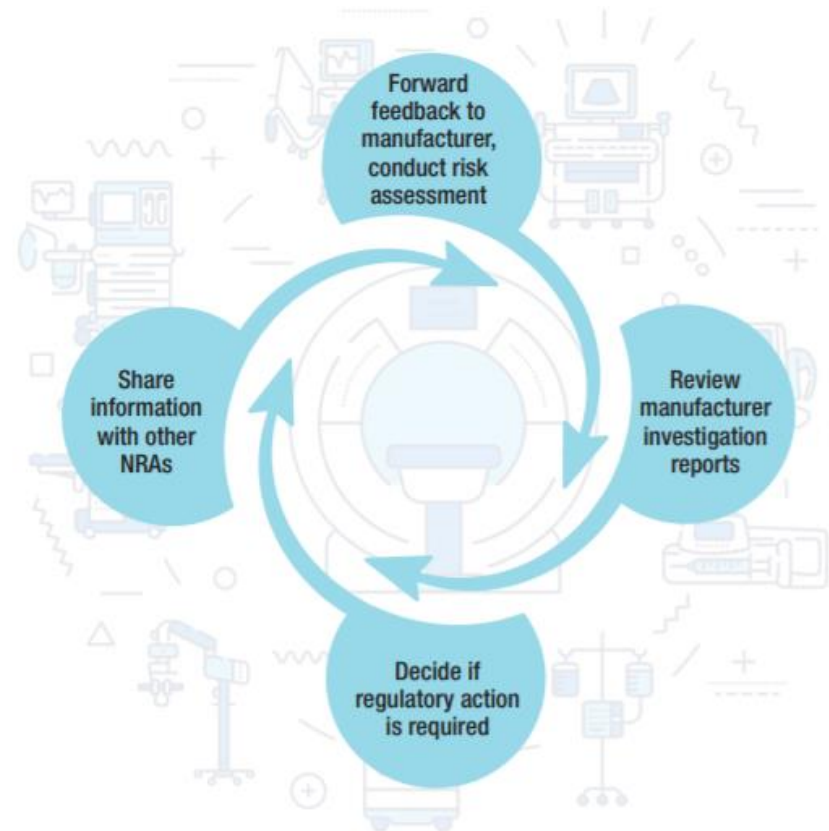 Forward
feedback to
manufacturer,
conduct risk
assessment
Review
manufacturer
investigation
reports
Decide if
regulatory action
is required
Share
information
with other
NRAs